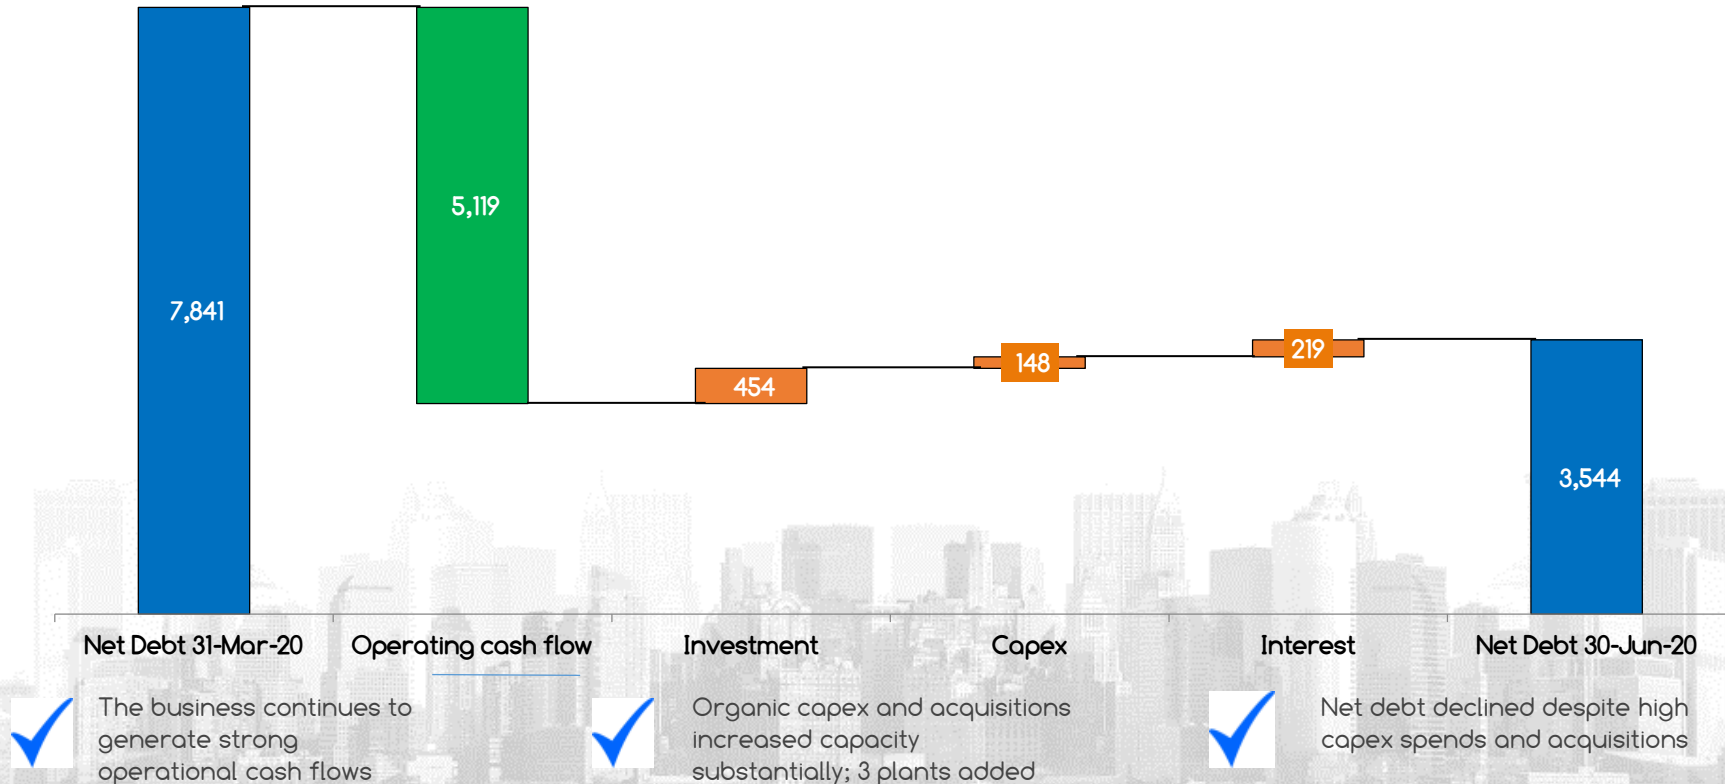 5,119
7,841
148
219
454
3,544
Net Debt 31-Mar-20
Operating cash flow
Investment
Capex
Interest
Net Debt 30-Jun-20
The business continues to
generate strong
operational cash flows
Organic capex and acquisitions
increased capacity
substantially; 3 plants added
Net debt declined despite high
capex spends and acquisitions